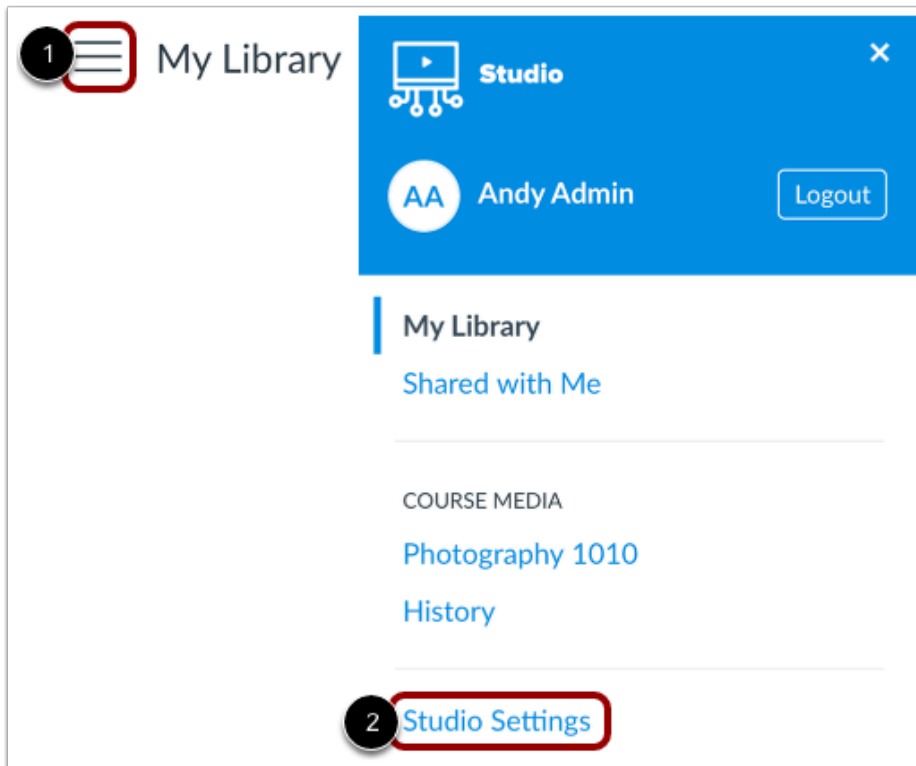 1
My Library
Studio
×
AA
Andy Admin
Logout
My Library
Shared with Me
COURSE MEDIA
Photography 1010
History
2
Studio Settings